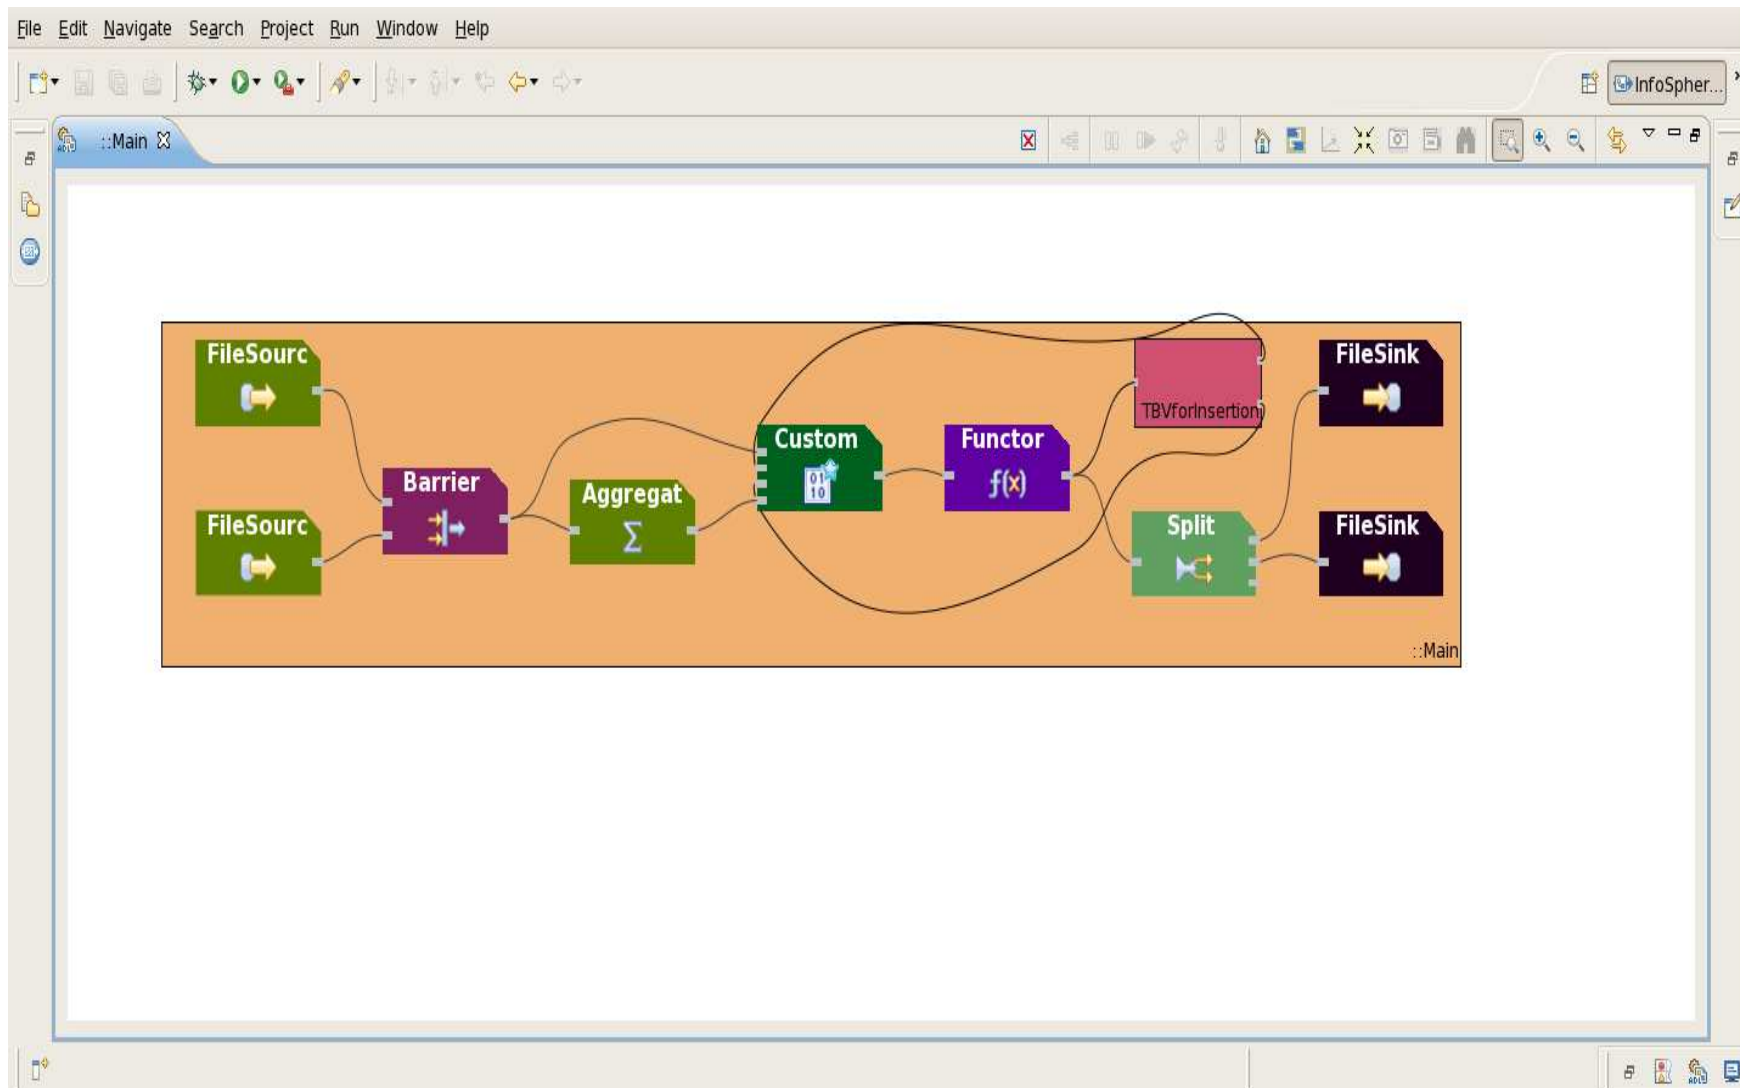 File Edit Navigate Search Project Run Window Help
InfoSpher...
::Main
FileSourc
FileSink
TBVforInsertion
Custom
Functor
Barrier
Aggregat
FileSourc
Split
FileSink
::Main